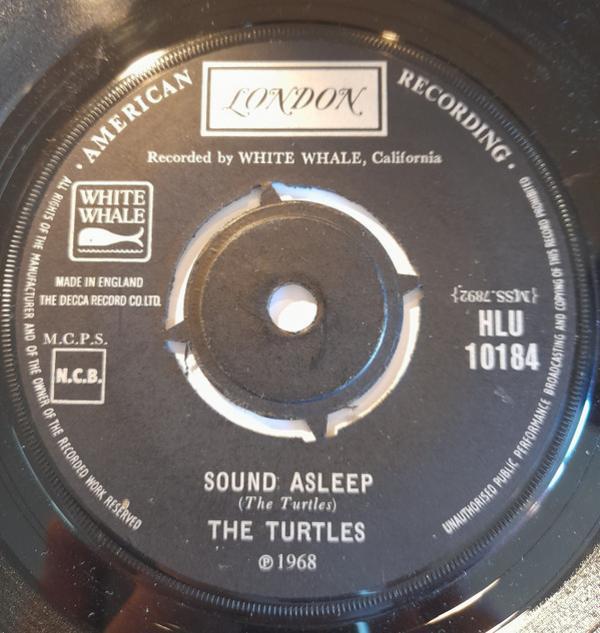 · AMERICAN RECORDING ·
LONDON
Recorded by WHITE WHALE, California
WHITE
WHALE
MADE IN ENGLAND
THE DECCA RECORD CO.LTD.
M.C.P.S.
N.C.B.
{MSS.7892}
HLU
10184
SOUND ASLEEP
(The Turtles)
THE TURTLES
℗ 1968
ALL RIGHTS OF THE MANUFACTURER AND OF THE OWNER OF THE RECORDED WORK RESERVED
UNAUTHORISED PUBLIC PERFORMANCE BROADCASTING AND COPYING OF THIS RECORD PROHIBITED